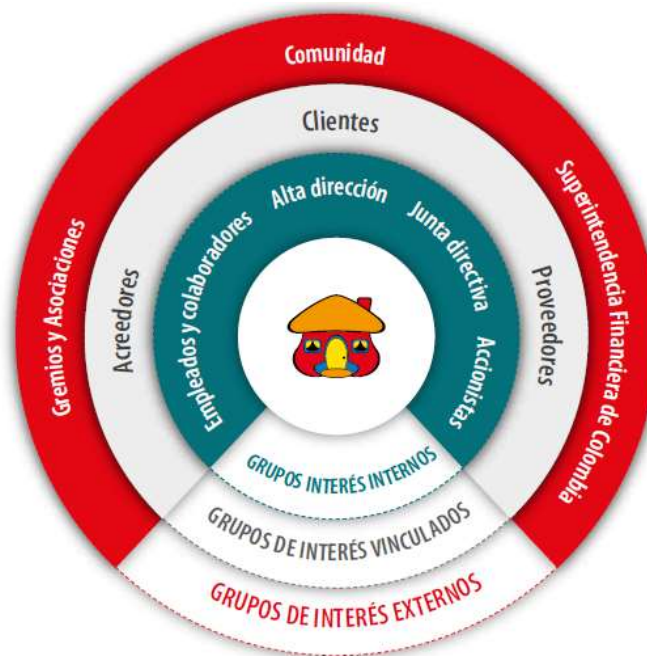 Comunidad
Gremios y Asociaciones
Superintendencia Financiera de Colombia
Clientes
Acreedores
Proveedores
Empleados y colaboradores
Alta dirección
Junta directiva
Accionistas
GRUPOS INTERÉS INTERNOS
GRUPOS DE INTERÉS VINCULADOS
GRUPOS DE INTERÉS EXTERNOS